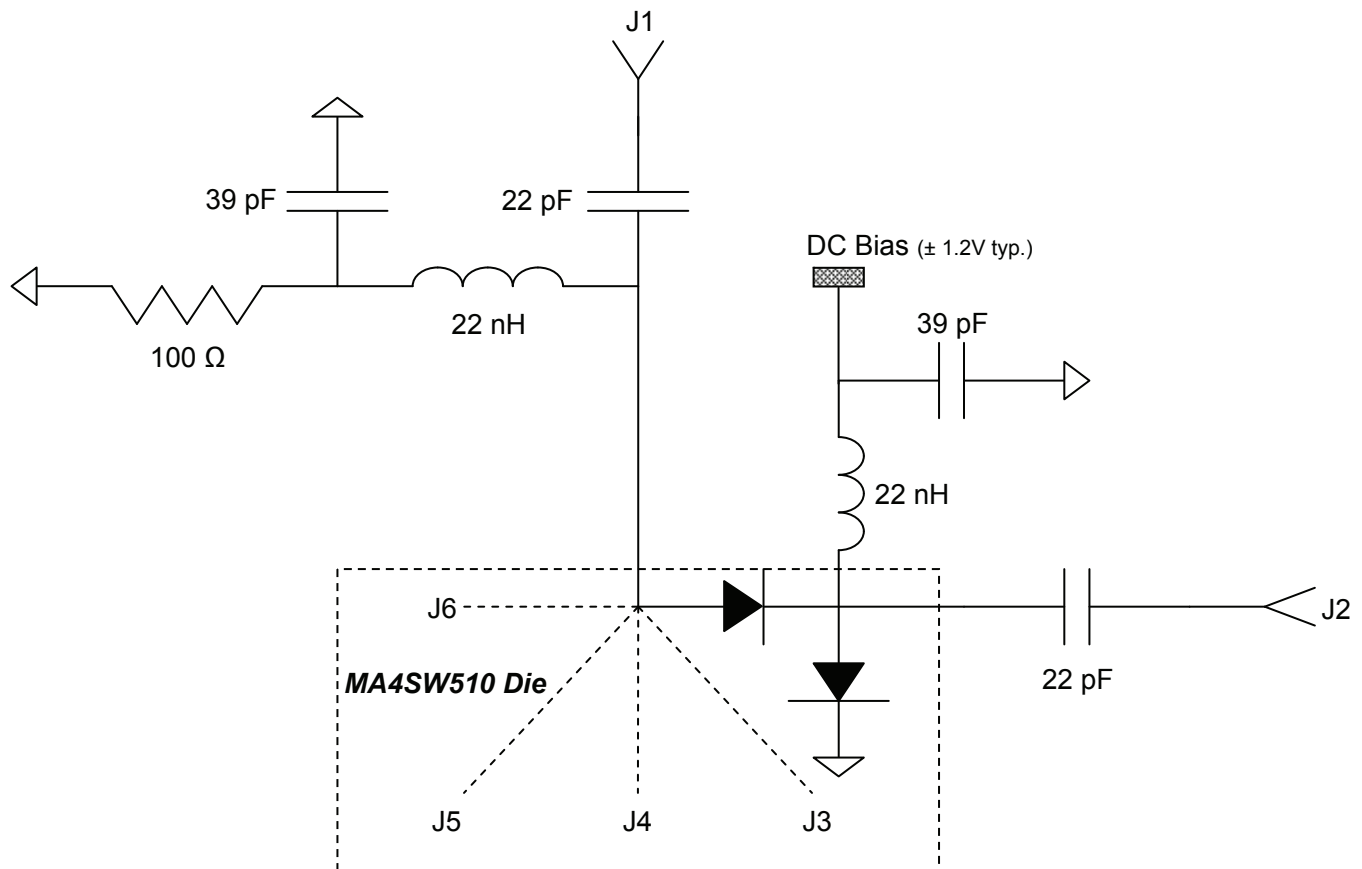 J1
39 pF
22 pF
DC Bias (± 1.2V typ.)
22 nH
39 pF
100 Ω
22 nH
J6
J2
MA4SW510 Die
22 pF
J5
J4
J3